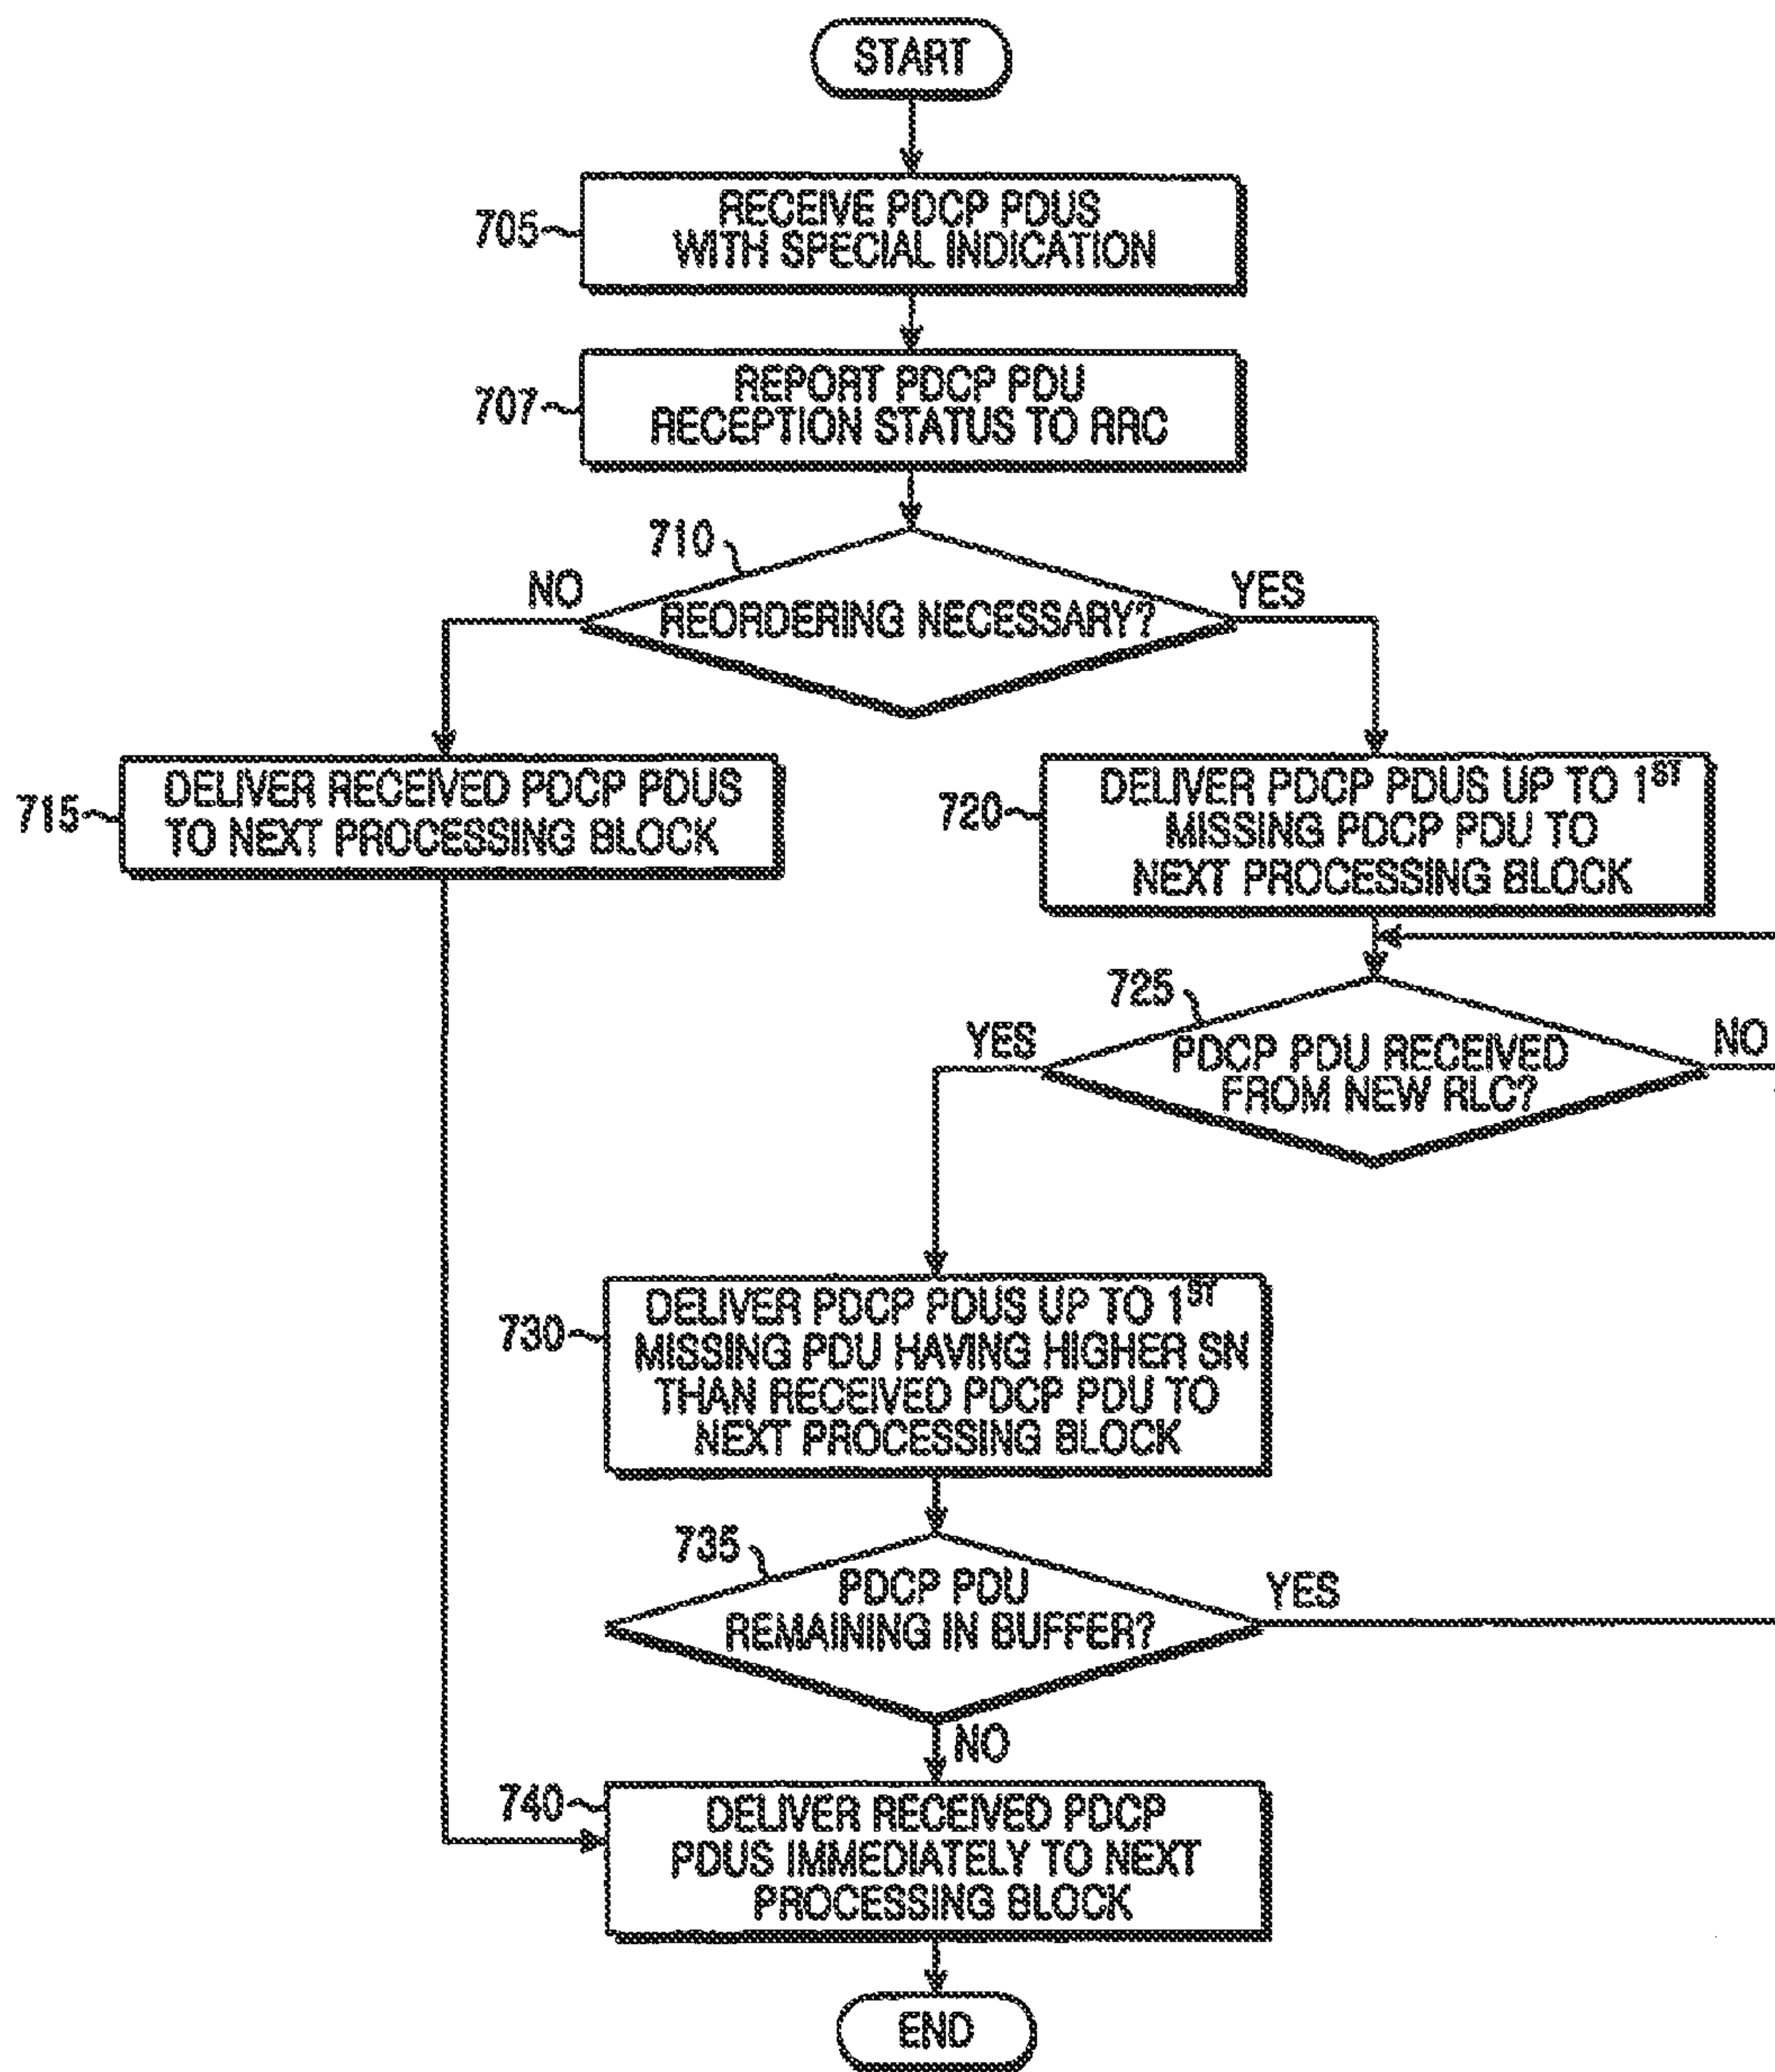 START
705
RECEIVE PDCP PDUS
WITH SPECIAL INDICATION
707
REPORT PDCP PDU
RECEPTION STATUS TO RRC
710
NO
REORDERING NECESSARY?
YES
715
DELIVER RECEIVED PDCP PDUS
TO NEXT PROCESSING BLOCK
720
DELIVER PDCP PDUS UP TO 1ST
MISSING PDCP PDU TO
NEXT PROCESSING BLOCK
725
YES
PDCP PDU RECEIVED
FROM NEW RLC?
NO
730
DELIVER PDCP PDUS UP TO 1ST
MISSING PDU HAVING HIGHER SN
THAN RECEIVED PDCP PDU TO
NEXT PROCESSING BLOCK
735
PDCP PDU
REMAINING IN BUFFER?
YES
NO
740
DELIVER RECEIVED PDCP
PDUS IMMEDIATELY TO NEXT
PROCESSING BLOCK
END